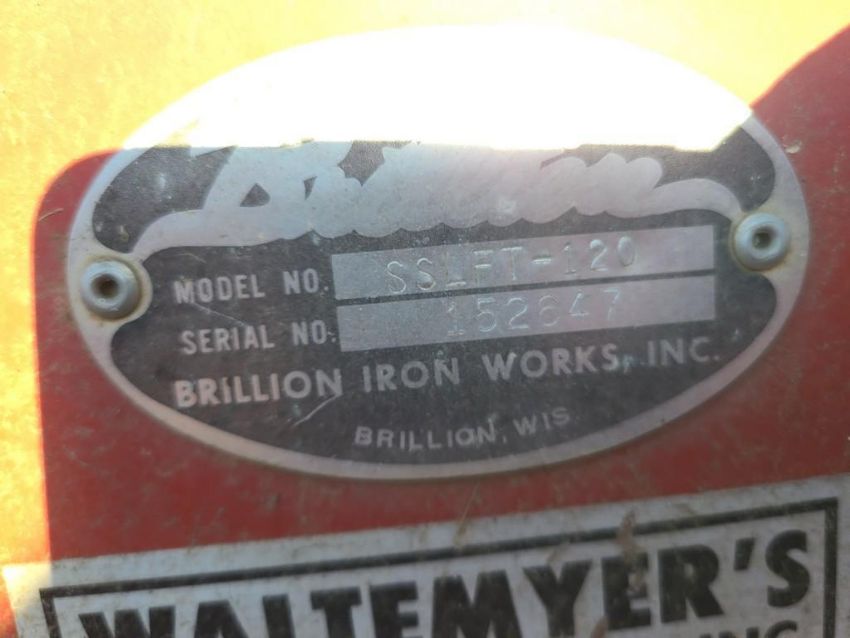 Brillion
MODEL NO. SSLFT-120
SERIAL NO. 152647
BRILLION IRON WORKS, INC.
BRILLION, WIS.
WALTEMYER'S